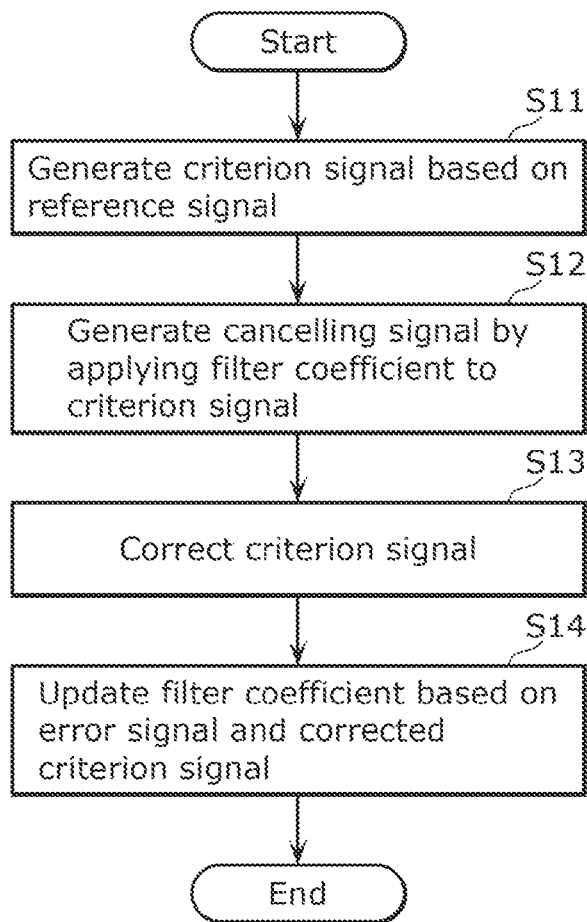 Start
S11
Generate criterion signal based on
reference signal
S12
Generate cancelling signal by
applying filter coefficient to
criterion signal
S13
Correct criterion signal
S14
Update filter coefficient based on
error signal and corrected
criterion signal
End